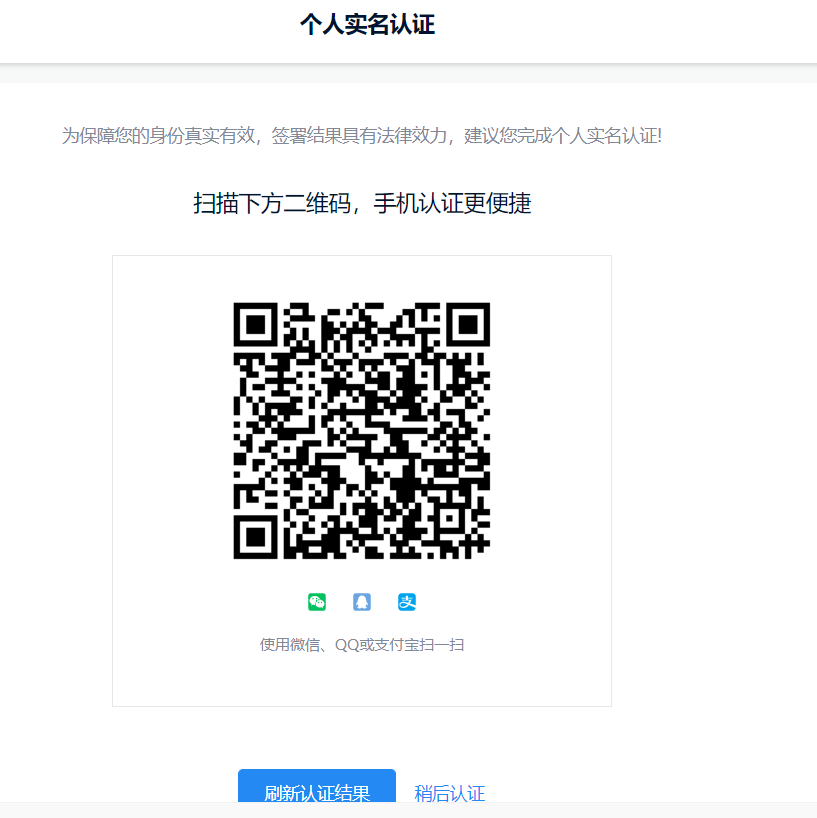 个人实名认证
为保障您的身份真实有效，签署结果具有法律效力，建议您完成个人实名认证!
扫描下方二维码，手机认证更便捷
使用微信、QQ或支付宝扫一扫
刷新认证结果 稍后认证